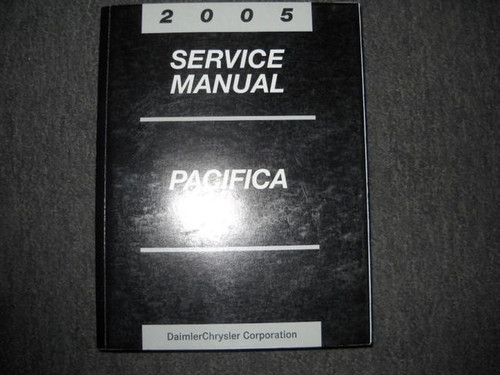 2005
SERVICE
MANUAL
PACIFICA
DaimlerChrysler Corporation